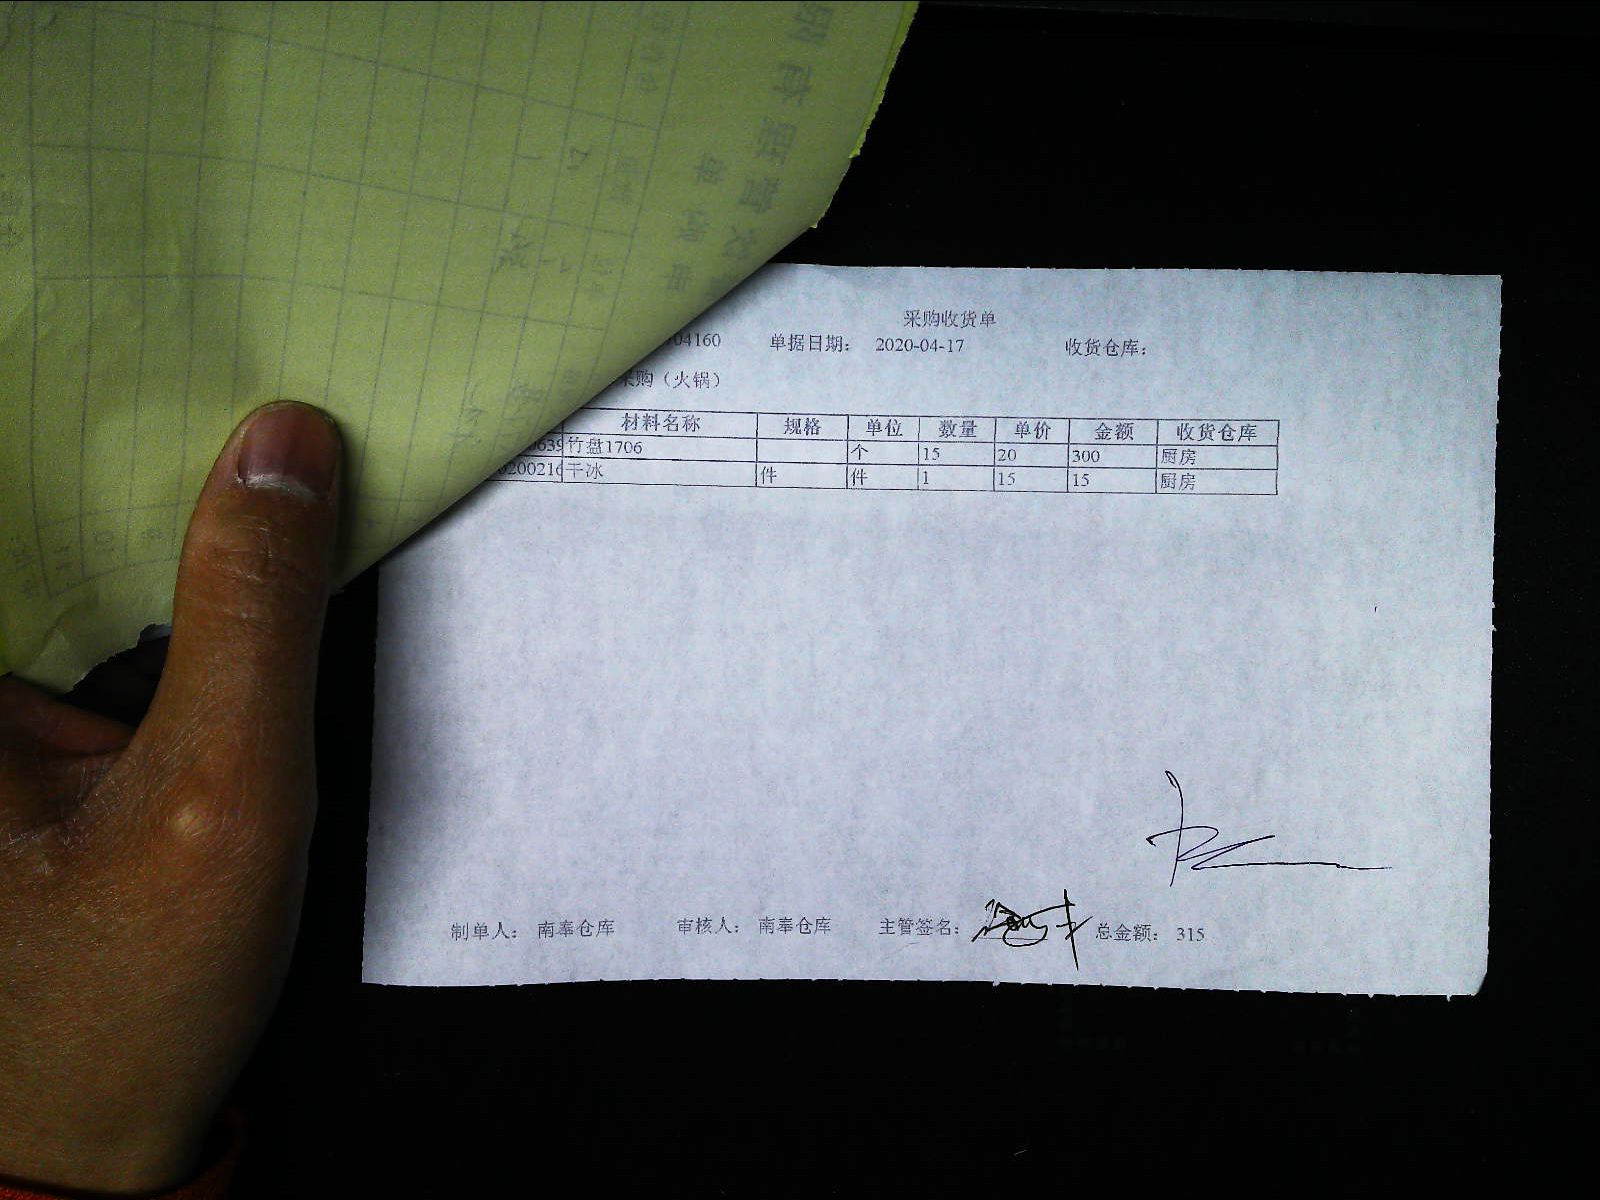 采购收货单
04160 单据日期： 2020-04-17 收货仓库：
采购（火锅）
材料名称 规格 单位 数量 单价 金额 收货仓库
0639 竹盘1706 个 15 20 300 厨房
0200216 干冰 件 件 1 15 15 厨房
制单人： 南奉仓库 审核人： 南奉仓库 主管签名： 总金额： 315